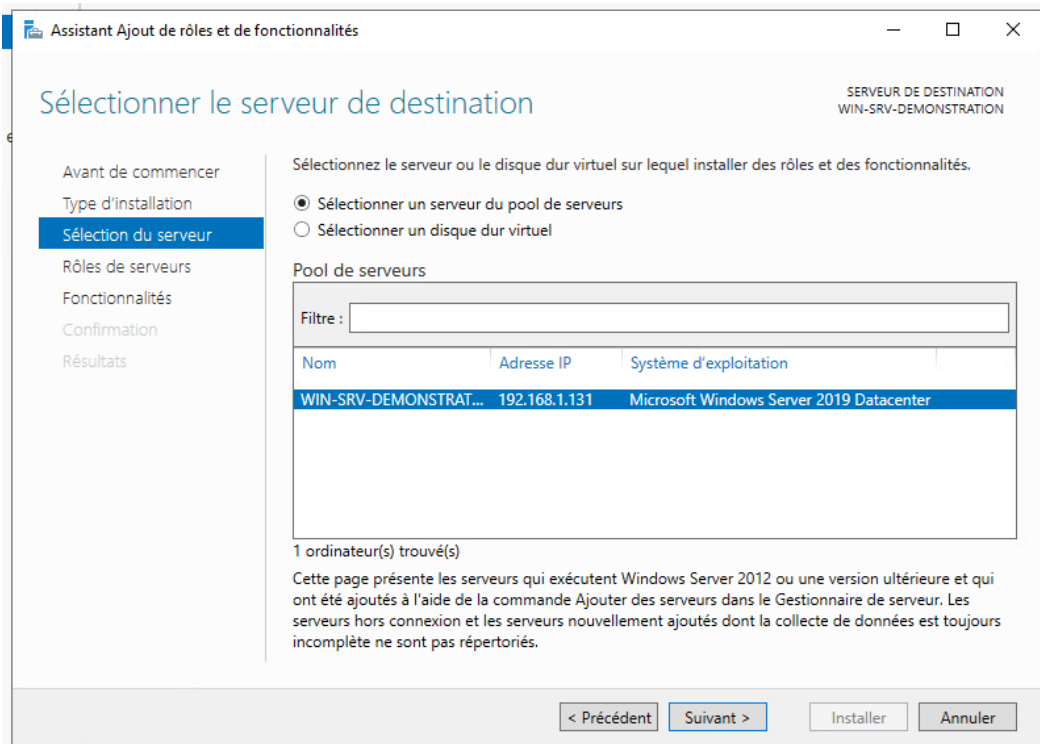 Assistant Ajout de rôles et de fonctionnalités
Sélectionner le serveur de destination
SERVEUR DE DESTINATION
WIN-SRV-DEMONSTRATION
Avant de commencer
Type d'installation
Sélection du serveur
Rôles de serveurs
Fonctionnalités
Confirmation
Résultats
Sélectionnez le serveur ou le disque dur virtuel sur lequel installer des rôles et des fonctionnalités.
Sélectionner un serveur du pool de serveurs
Sélectionner un disque dur virtuel
Pool de serveurs
Filtre :
Nom Adresse IP Système d'exploitation
WIN-SRV-DEMONSTRAT... 192.168.1.131 Microsoft Windows Server 2019 Datacenter
1 ordinateur(s) trouvé(s)
Cette page présente les serveurs qui exécutent Windows Server 2012 ou une version ultérieure et qui
ont été ajoutés à l'aide de la commande Ajouter des serveurs dans le Gestionnaire de serveur. Les
serveurs hors connexion et les serveurs nouvellement ajoutés dont la collecte de données est toujours
incomplète ne sont pas répertoriés.
< Précédent Suivant > Installer Annuler